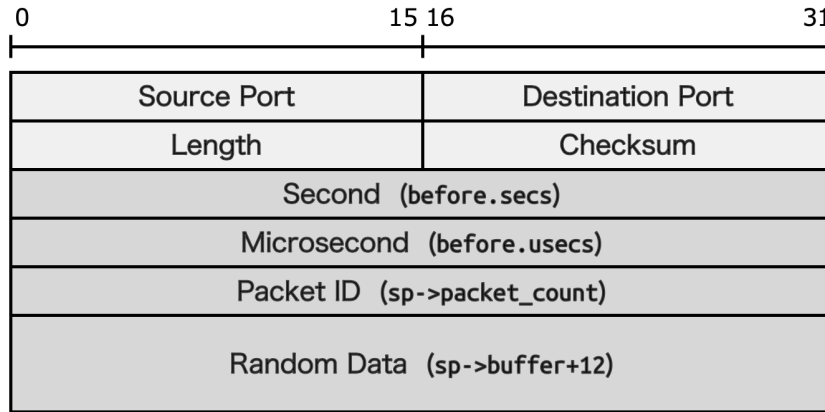 0 15 16 31
Source Port Destination Port
Length Checksum
Second (before.secs)
Microsecond (before.usecs)
Packet ID (sp->packet_count)
Random Data (sp->buffer+12)